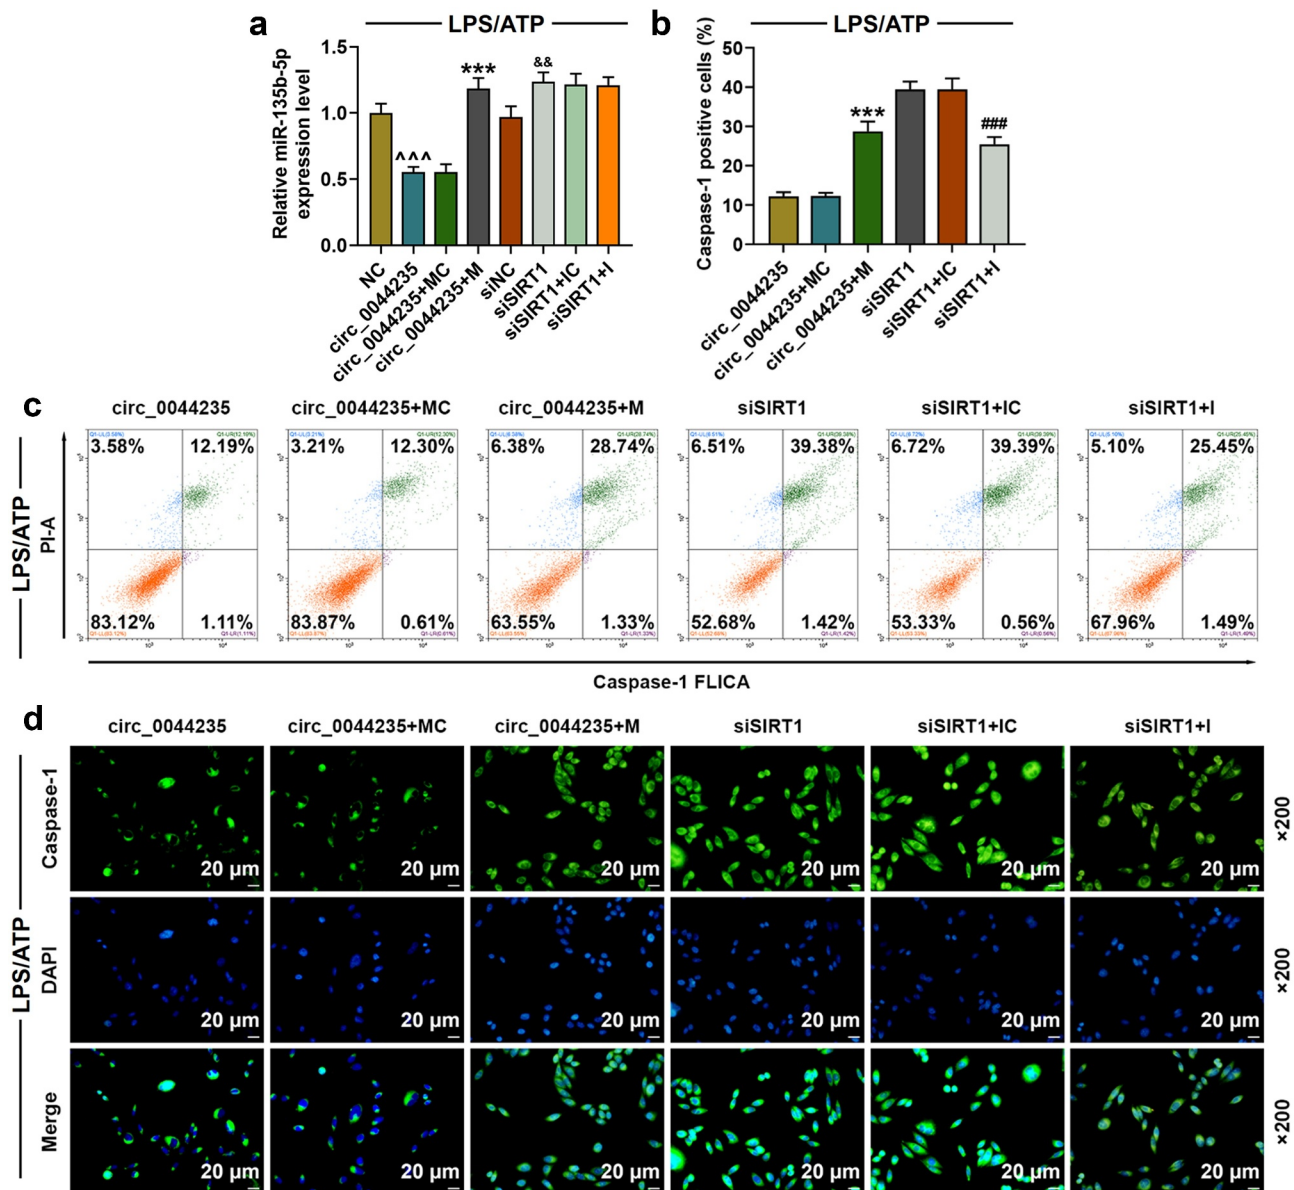 a
LPS/ATP
Relative miR-135b-5p
expression level
1.5
1.0
0.5
0.0
^^^
***
&&
NC
circ_0044235
circ_0044235+MC
circ_0044235+M
siNC
siSIRT1
siSIRT1+IC
siSIRT1+I
b
LPS/ATP
Caspase-1 positive cells (%)
50
40
30
20
10
0
***
###
circ_0044235
circ_0044235+MC
circ_0044235+M
siSIRT1
siSIRT1+IC
siSIRT1+I
c
circ_0044235
circ_0044235+MC
circ_0044235+M
siSIRT1
siSIRT1+IC
siSIRT1+I
LPS/ATP
PI-A
3.58% 12.19%
83.12% 1.11%
3.21% 12.30%
83.87% 0.61%
6.38% 28.74%
63.55% 1.33%
6.51% 39.38%
52.68% 1.42%
6.72% 39.39%
53.33% 0.56%
5.10% 25.45%
67.96% 1.49%
Caspase-1 FLICA
d
circ_0044235
circ_0044235+MC
circ_0044235+M
siSIRT1
siSIRT1+IC
siSIRT1+I
LPS/ATP
Caspase-1
20 µm
20 µm
20 µm
20 µm
20 µm
20 µm
×200
DAPI
20 µm
20 µm
20 µm
20 µm
20 µm
20 µm
×200
Merge
20 µm
20 µm
20 µm
20 µm
20 µm
20 µm
×200